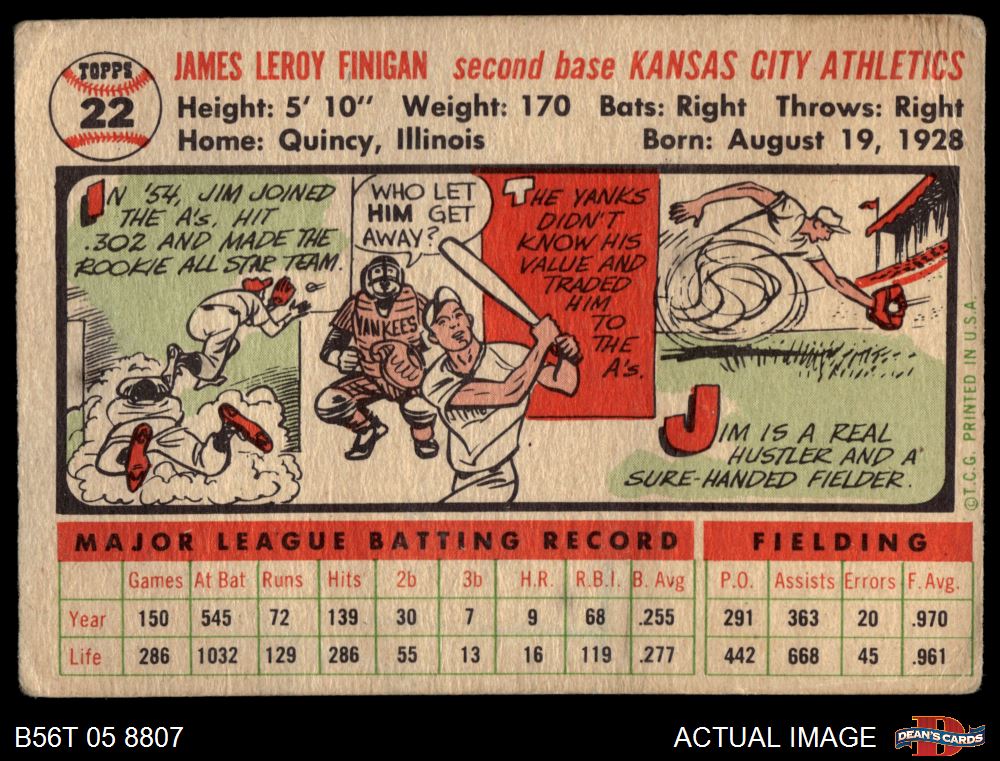 TOPPS
22
JAMES LEROY FINIGAN second base KANSAS CITY ATHLETICS
Height: 5' 10" Weight: 170 Bats: Right Throws: Right
Home: Quincy, Illinois Born: August 19, 1928
IN '54, JIM JOINED
THE A's, HIT
.302 AND MADE THE
ROOKIE ALL STAR TEAM.
WHO LET
HIM GET
AWAY?
YANKEES
THE YANKS
DIDN'T
KNOW HIS
VALUE AND
TRADED
HIM
TO
THE
A's.
JIM IS A REAL
HUSTLER AND A
SURE-HANDED FIELDER.
©T.C.G. PRINTED IN U.S.A.
MAJOR LEAGUE BATTING RECORD FIELDING
Games At Bat Runs Hits 2b 3b H.R. R.B.I. B. Avg P.O. Assists Errors F. Avg.
Year 150 545 72 139 30 7 9 68 .255 291 363 20 .970
Life 286 1032 129 286 55 13 16 119 .277 442 668 45 .961
B56T 05 8807 ACTUAL IMAGE DEAN'S CARDS